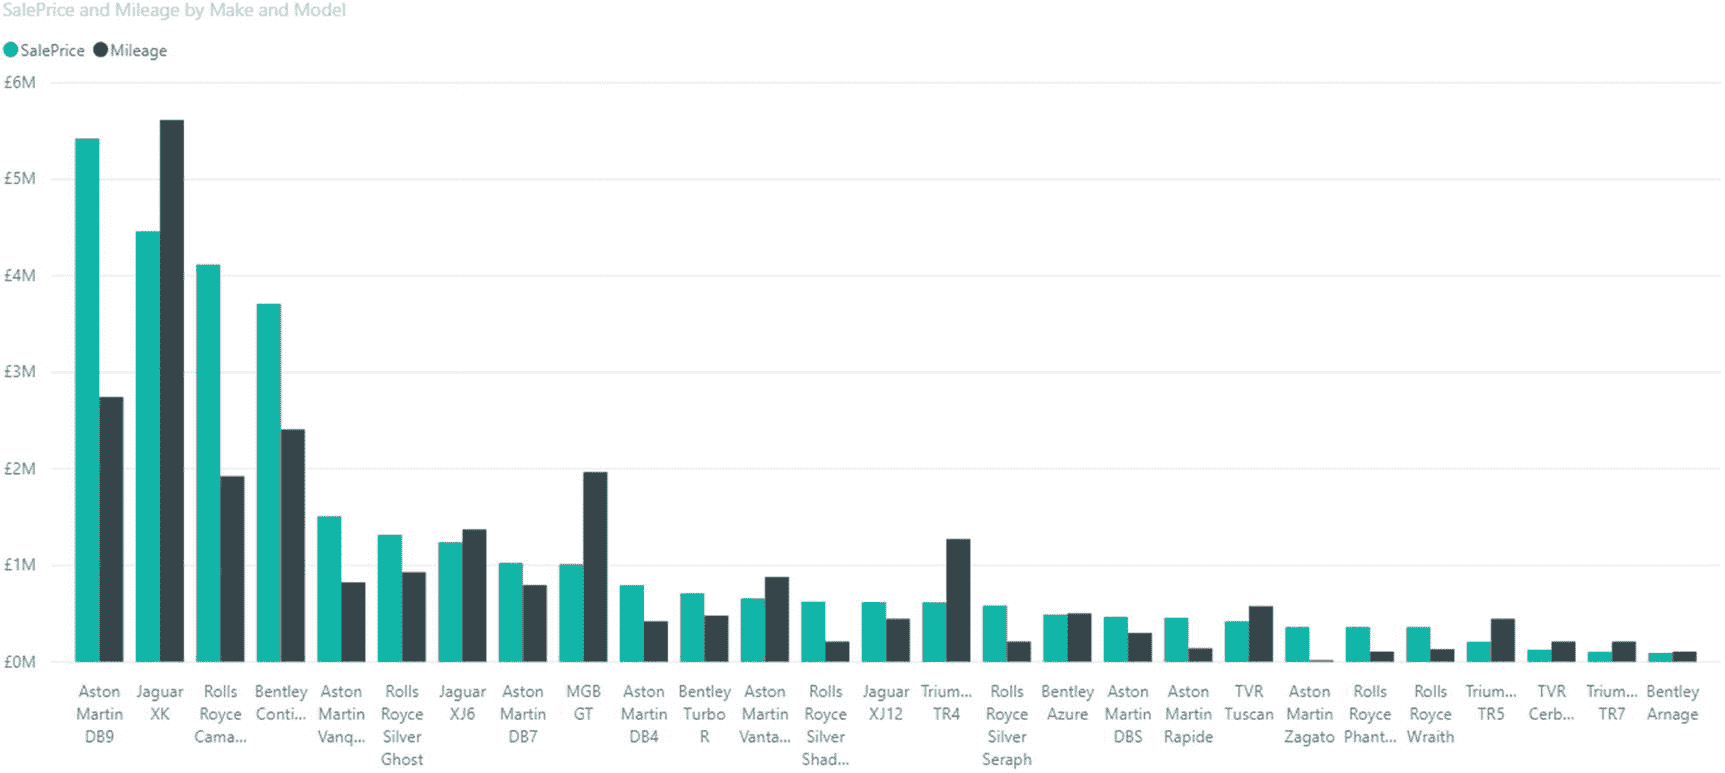 SalePrice and Mileage by Make and Model
SalePrice Mileage
£6M
£5M
£4M
£3M
£2M
£1M
£0M
Aston Martin DB9
Jaguar XK
Rolls Royce Cama...
Bentley Conti...
Aston Martin Vanq...
Rolls Royce Silver Ghost
Jaguar XJ6
Aston Martin DB7
MGB GT
Aston Martin DB4
Bentley Turbo R
Aston Martin Vanta...
Rolls Royce Silver Shad...
Jaguar XJ12
Trium... TR4
Rolls Royce Silver Seraph
Bentley Azure
Aston Martin DBS
Aston Martin Rapide
TVR Tuscan
Aston Martin Zagato
Rolls Royce Phant...
Rolls Royce Wraith
Trium... TR5
TVR Cerb...
Trium... TR7
Bentley Arnage